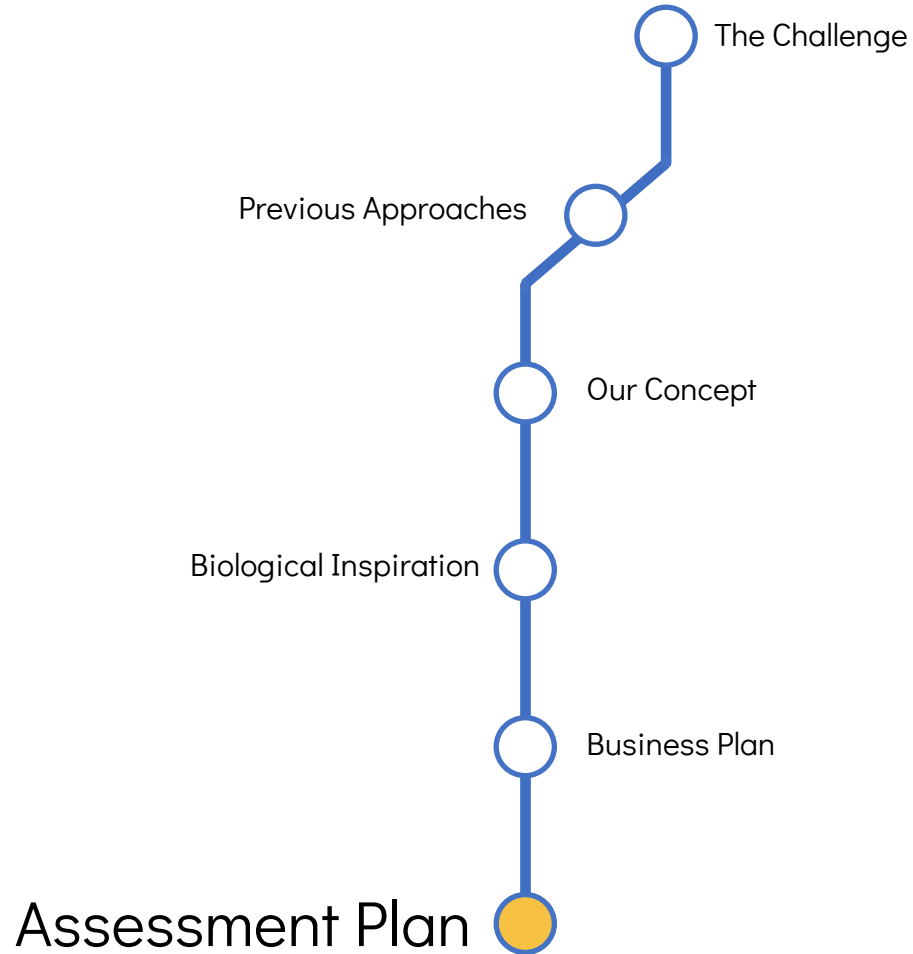 The Challenge
Previous Approaches
Our Concept
Biological Inspiration
Business Plan
Assessment Plan